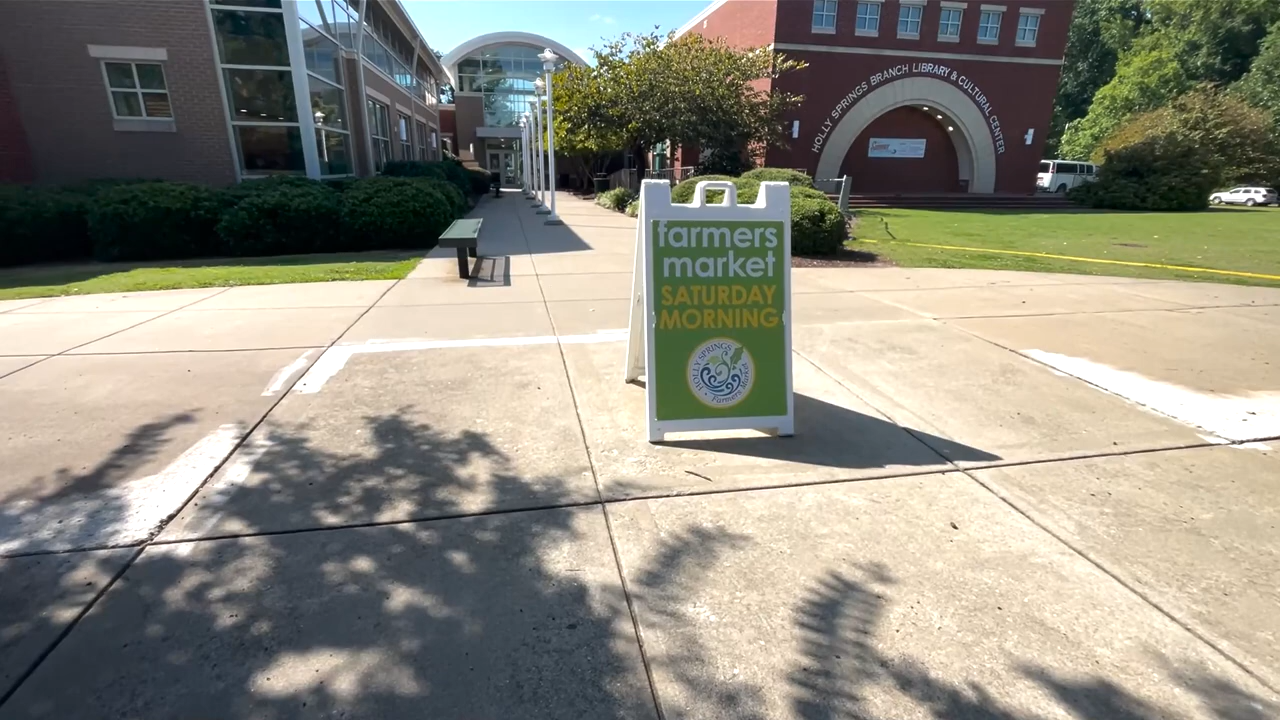 HOLLY SPRINGS BRANCH LIBRARY & CULTURAL CENTER
farmers
market
SATURDAY
MORNING
HOLLY SPRINGS
Farmers Market